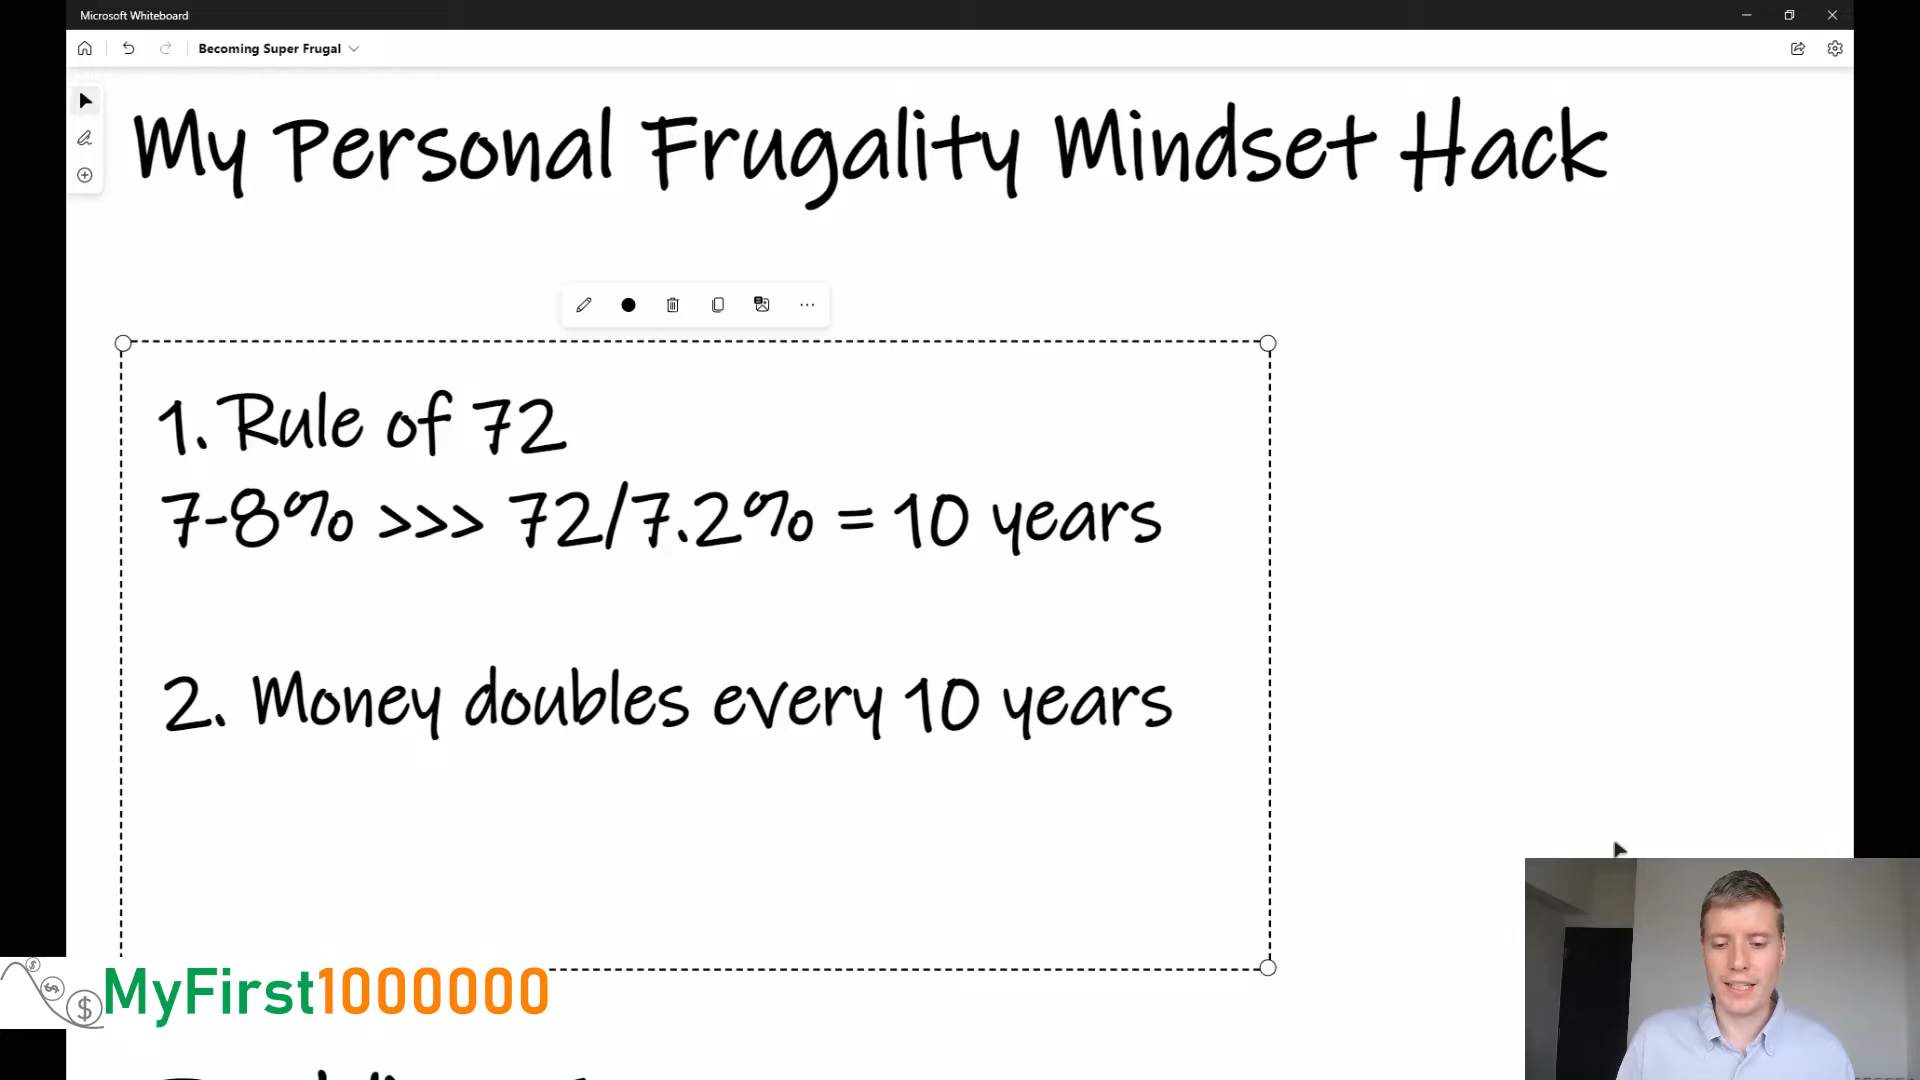 Microsoft Whiteboard
Becoming Super Frugal
My Personal Frugality Mindset Hack
1. Rule of 72
7-8% >>> 72/7.2% = 10 years
2. Money doubles every 10 years
MyFirst1000000